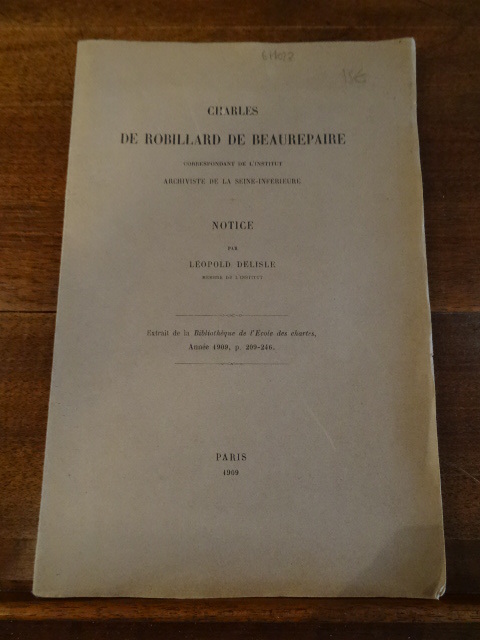 CHARLES
DE ROBILLARD DE BEAUREPAIRE
CORRESPONDANT DE L'INSTITUT
ARCHIVISTE DE LA SEINE-INFÉRIEURE
NOTICE
PAR
LÉOPOLD DELISLE
MEMBRE DE L'INSTITUT
Extrait de la Bibliothèque de l'École des chartes,
Année 1909, p. 209-246.
PARIS
1909